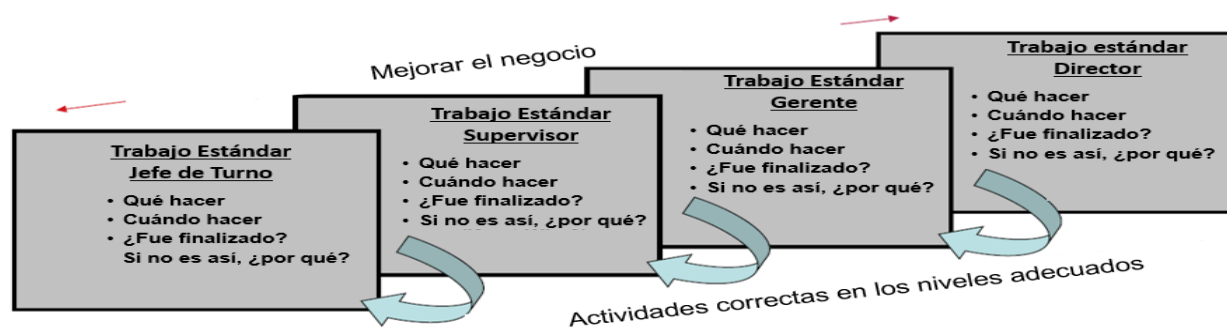 Mejorar el negocio
Trabajo Estándar
Jefe de Turno
• Qué hacer
• Cuándo hacer
• ¿Fue finalizado?
Si no es así, ¿por qué?
Trabajo Estándar
Supervisor
• Qué hacer
• Cuándo hacer
• ¿Fue finalizado?
• Si no es así, ¿por qué?
Trabajo Estándar
Gerente
• Qué hacer
• Cuándo hacer
• ¿Fue finalizado?
• Si no es así, ¿por qué?
Trabajo estándar
Director
• Qué hacer
• Cuándo hacer
• ¿Fue finalizado?
• Si no es así, ¿por qué?
Actividades correctas en los niveles adecuados